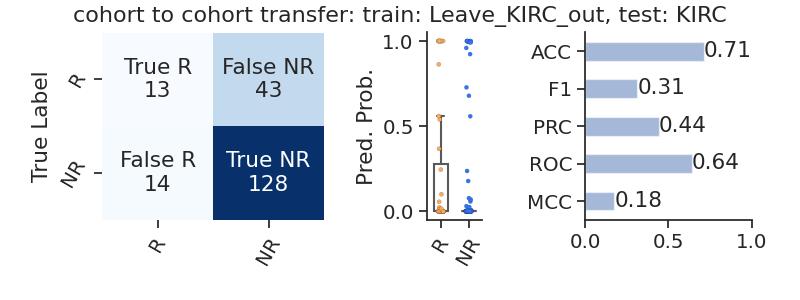 cohort to cohort transfer: train: Leave_KIRC_out, test: KIRC
True Label
R
NR
True R
13
False NR
43
False R
14
True NR
128
R
NR
Pred. Prob.
1.0
0.5
0.0
R
NR
ACC
0.71
F1
0.31
PRC
0.44
ROC
0.64
MCC
0.18
0.0
0.5
1.0